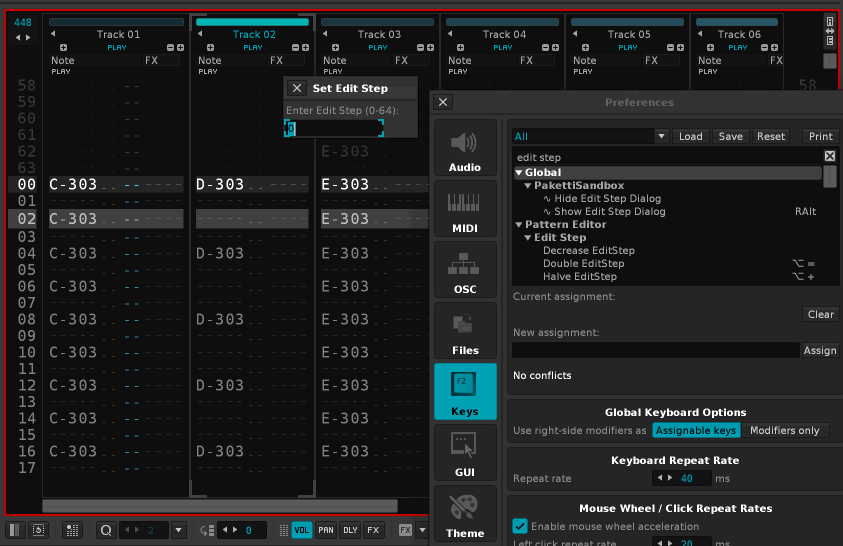 448
Track 01
Track 02
Track 03
Track 04
Track 05
Track 06
PLAY
PLAY
PLAY
PLAY
PLAY
PLAY
Note FX
Note FX
Note FX
Note FX
Note FX
Note FX
PLAY
PLAY
PLAY
PLAY
PLAY
PLAY
58
59
60
61
62 E-303
63
00 C-303 D-303 E-303
01
02 C-303 E-303
03
04 C-303 D-303 E-303
05
06 C-303 E-303
07
08 C-303 D-303 E-303
09
10 C-303 E-303
11
12 C-303 D-303 E-303
13
14 C-303 E-303
15
16 C-303 D-303 E-303
17
58
59
Set Edit Step
Enter Edit Step (0-64):
0
Preferences
Audio
MIDI
OSC
Files
F2
Keys
GUI
Theme
All Load Save Reset Print
edit step
Global
PakettiSandbox
∿ Hide Edit Step Dialog
∿ Show Edit Step Dialog RAlt
Pattern Editor
Edit Step
Decrease EditStep
Double EditStep ⌥ =
Halve EditStep ⌥ +
Current assignment:
Clear
New assignment:
Assign
No conflicts
Global Keyboard Options
Use right-side modifiers as Assignable keys Modifiers only
Keyboard Repeat Rate
Repeat rate 40 ms
Mouse Wheel / Click Repeat Rates
Enable mouse wheel acceleration
Left click repeat rate 20 ms
Q 2 0 VOL PAN DLY FX FX